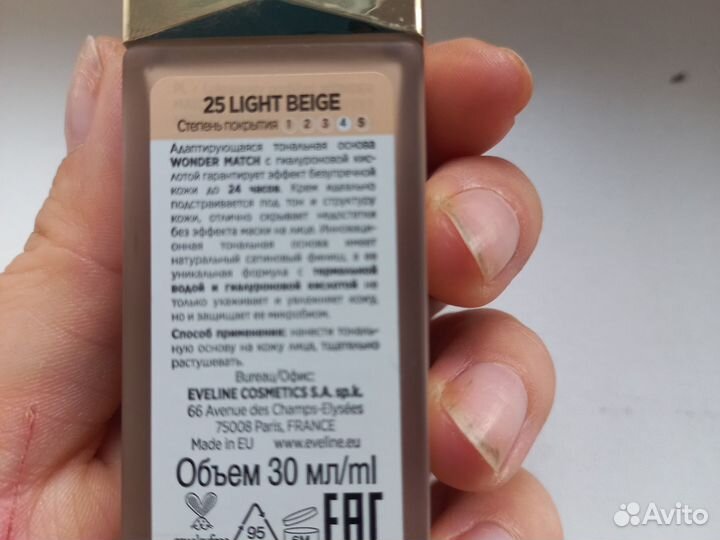 25 LIGHT BEIGE
Степень покрытия 1 2 3 4 5
Адаптирующаяся тональная основа
WONDER MATCH с гиалуроновой кис-
лотой гарантирует эффект безупречной
кожи до 24 часов. Крем идеально
подстраивается под тон и структуру
кожи, отлично скрывает недостатки
без эффекта маски на лице. Инноваци-
онная тональная основа имеет
натуральный сатиновый финиш, а ее
уникальная формула с термальной
водой и гиалуроновой кислотой не
только ухаживает и увлажняет кожу,
но и защищает ее микробиом.
Способ применения: нанести тональ-
ную основу на кожу лица, тщательно
растушевать.
Bureau/Офис:
EVELINE COSMETICS S.A. sp.k.
66 Avenue des Champs-Elysées
75008 Paris, FRANCE
Made in EU www.eveline.eu
Объем 30 мл/ml
95
6M
EAC
Avito